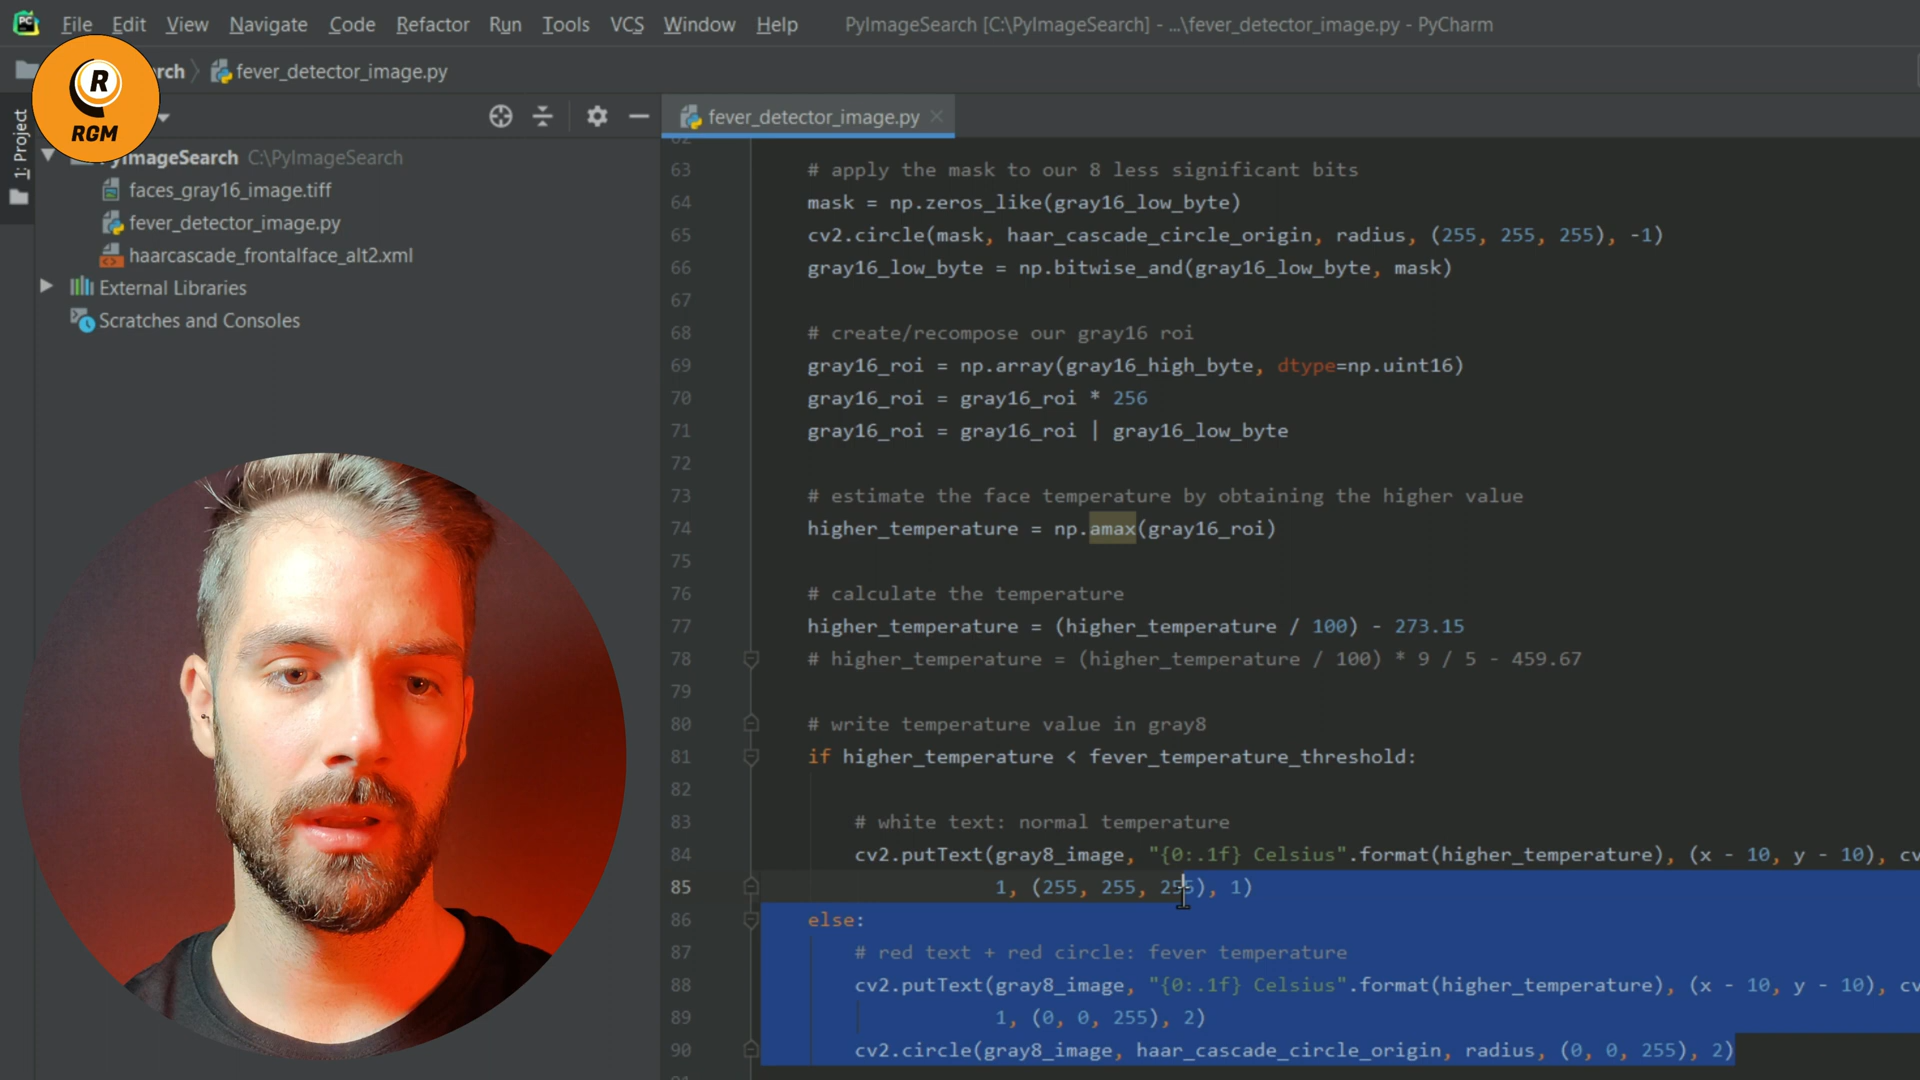 File Edit View Navigate Code Refactor Run Tools VCS Window Help PyImageSearch [C:\PyImageSearch] - ...\fever_detector_image.py - PyCharm
rch fever_detector_image.py
R
RGM
1: Project
fever_detector_image.py
PyImageSearch C:\PyImageSearch
faces_gray16_image.tiff
fever_detector_image.py
haarcascade_frontalface_alt2.xml
External Libraries
Scratches and Consoles
62
63 # apply the mask to our 8 less significant bits
64 mask = np.zeros_like(gray16_low_byte)
65 cv2.circle(mask, haar_cascade_circle_origin, radius, (255, 255, 255), -1)
66 gray16_low_byte = np.bitwise_and(gray16_low_byte, mask)
67
68 # create/recompose our gray16 roi
69 gray16_roi = np.array(gray16_high_byte, dtype=np.uint16)
70 gray16_roi = gray16_roi * 256
71 gray16_roi = gray16_roi | gray16_low_byte
72
73 # estimate the face temperature by obtaining the higher value
74 higher_temperature = np.amax(gray16_roi)
75
76 # calculate the temperature
77 higher_temperature = (higher_temperature / 100) - 273.15
78 # higher_temperature = (higher_temperature / 100) * 9 / 5 - 459.67
79
80 # write temperature value in gray8
81 if higher_temperature < fever_temperature_threshold:
82
83 # white text: normal temperature
84 cv2.putText(gray8_image, "{0:.1f} Celsius".format(higher_temperature), (x - 10, y - 10), cv
85 1, (255, 255, 255), 1)
86 else:
87 # red text + red circle: fever temperature
88 cv2.putText(gray8_image, "{0:.1f} Celsius".format(higher_temperature), (x - 10, y - 10), cv
89 1, (0, 0, 255), 2)
90 cv2.circle(gray8_image, haar_cascade_circle_origin, radius, (0, 0, 255), 2)